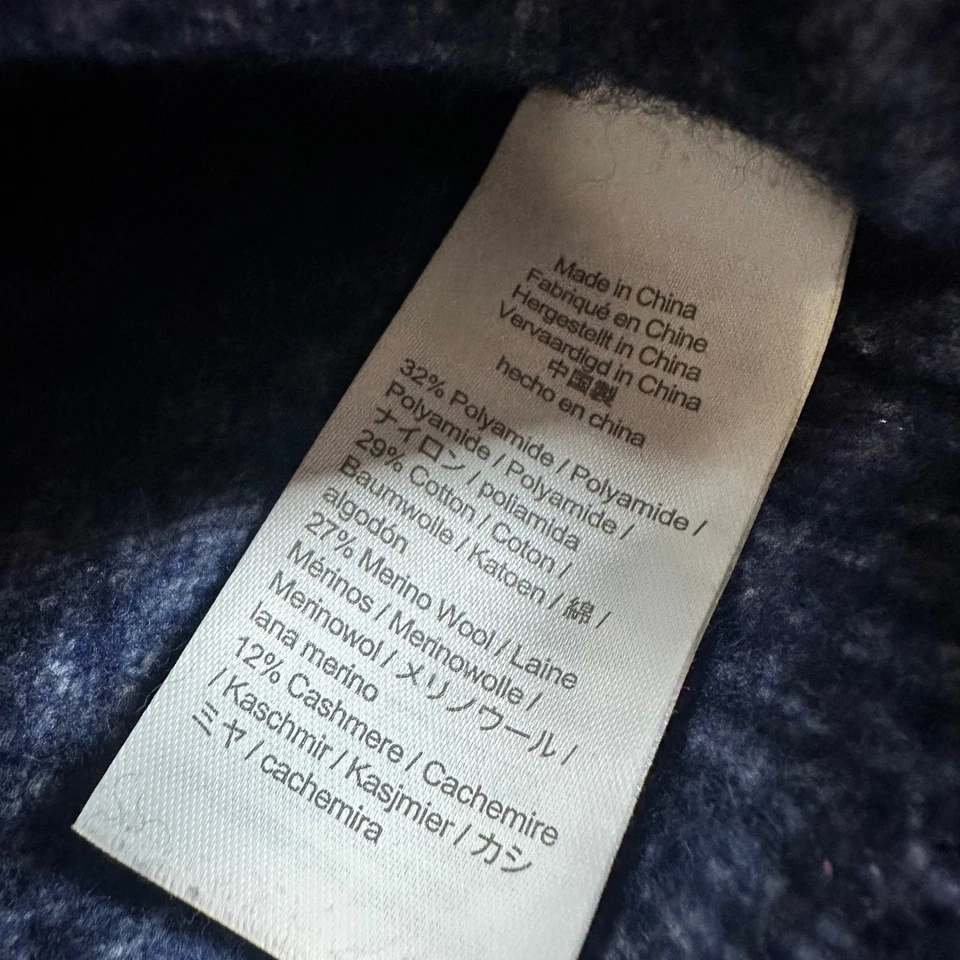 Made in China
Fabriqué en Chine
Hergestellt in China
Vervaardigd in China
中国製
hecho en china
32% Polyamide / Polyamide /
Polyamide / Polyamide /
ナイロン / poliamida
29% Cotton / Coton /
Baumwolle / Katoen / 綿 /
algodón
27% Merino Wool / Laine
Mérinos / Merinowolle /
Merinowol / メリノウール /
lana merino
12% Cashmere / Cachemire
/ Kaschmir / Kasjmier / カシ
ミヤ / cachemira